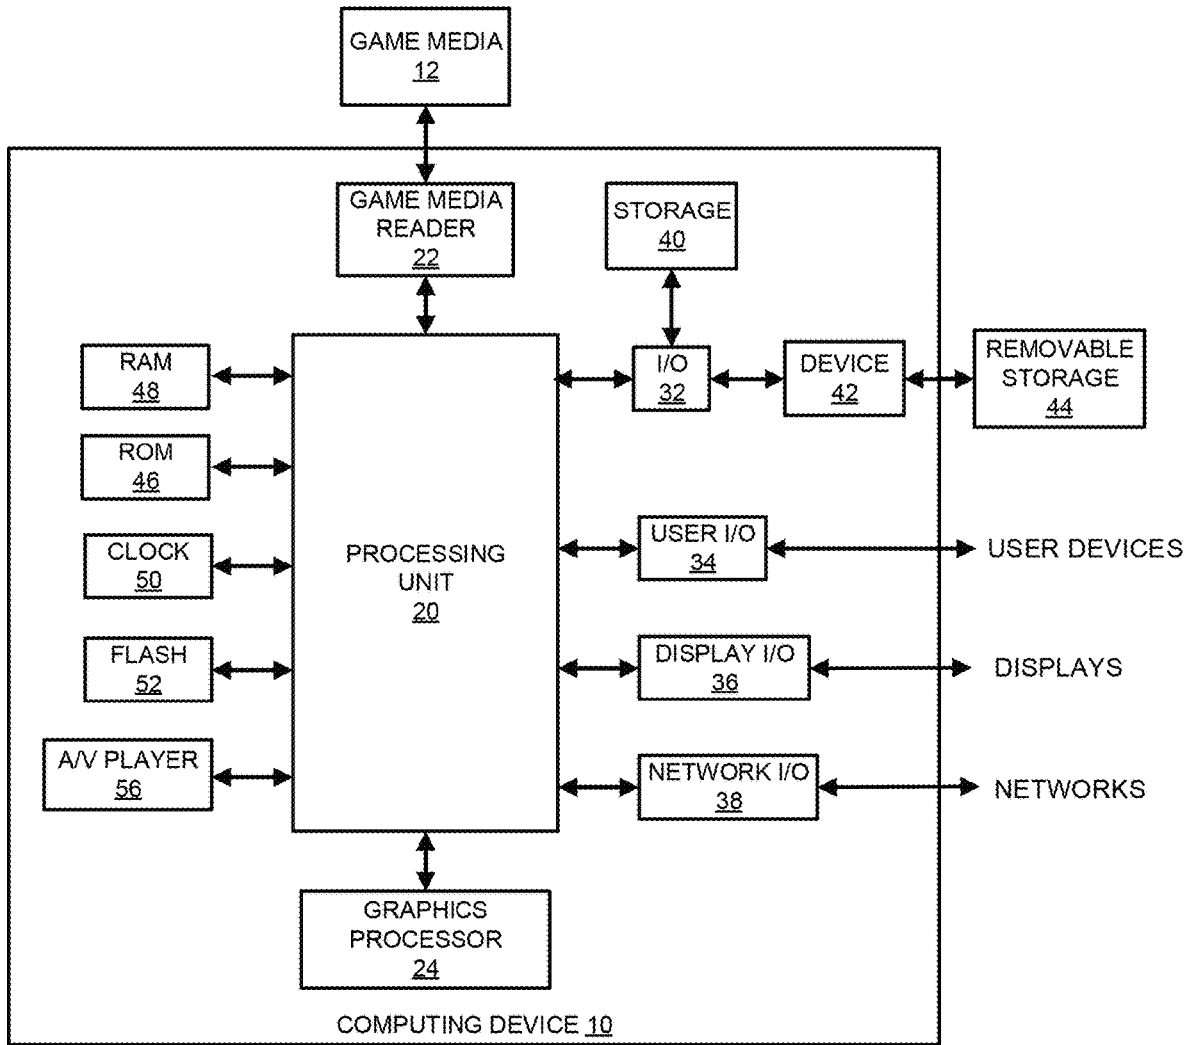 GAME MEDIA
12
GAME MEDIA
READER
22
STORAGE
40
RAM
48
I/O
32
DEVICE
42
REMOVABLE
STORAGE
44
ROM
46
CLOCK
50
PROCESSING
UNIT
20
USER I/O
34
USER DEVICES
FLASH
52
DISPLAY I/O
36
DISPLAYS
A/V PLAYER
56
NETWORK I/O
38
NETWORKS
GRAPHICS
PROCESSOR
24
COMPUTING DEVICE 10